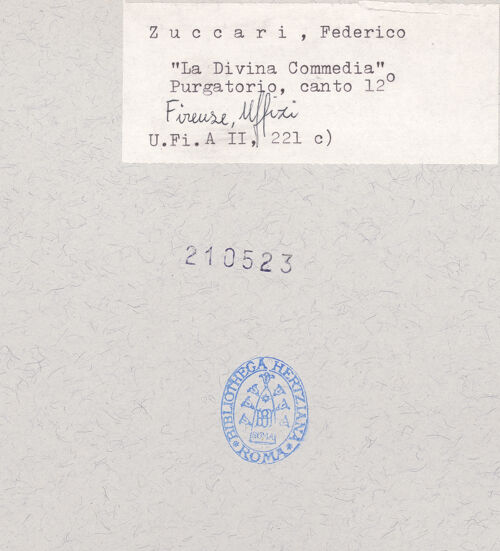 Zuccari, Federico
"La Divina Commedia"
Purgatorio, canto 12°
Firenze, Uffizi
U.Fi. A II, 221 c)
210523
BIBLIOTHECA HERTZIANA
* ROMA *